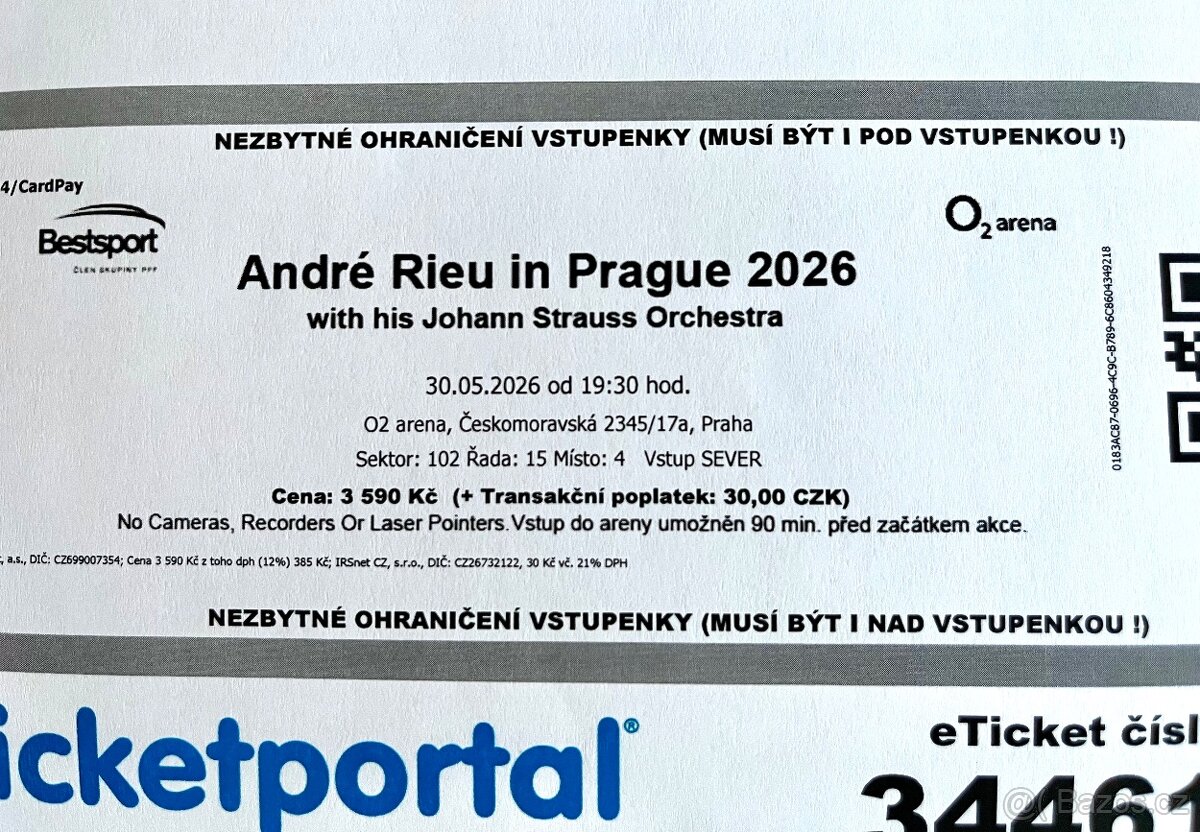 NEZBYTNÉ OHRANIČENÍ VSTUPENKY (MUSÍ BÝT I POD VSTUPENKOU !)
4/CardPay
Bestsport
ČLEN SKUPINY PPF
O2 arena
André Rieu in Prague 2026
with his Johann Strauss Orchestra
30.05.2026 od 19:30 hod.
O2 arena, Českomoravská 2345/17a, Praha
Sektor: 102 Řada: 15 Místo: 4 Vstup SEVER
Cena: 3 590 Kč (+ Transakční poplatek: 30,00 CZK)
No Cameras, Recorders Or Laser Pointers.Vstup do areny umožněn 90 min. před začátkem akce.
, a.s., DIČ: CZ699007354; Cena 3 590 Kč z toho dph (12%) 385 Kč; IRSnet CZ, s.r.o., DIČ: CZ26732122, 30 Kč vč. 21% DPH
0183AC87-0696-4C9C-B789-6C8604349218
NEZBYTNÉ OHRANIČENÍ VSTUPENKY (MUSÍ BÝT I NAD VSTUPENKOU !)
icketportal®
eTicket čísl
34461
Bazos.cz